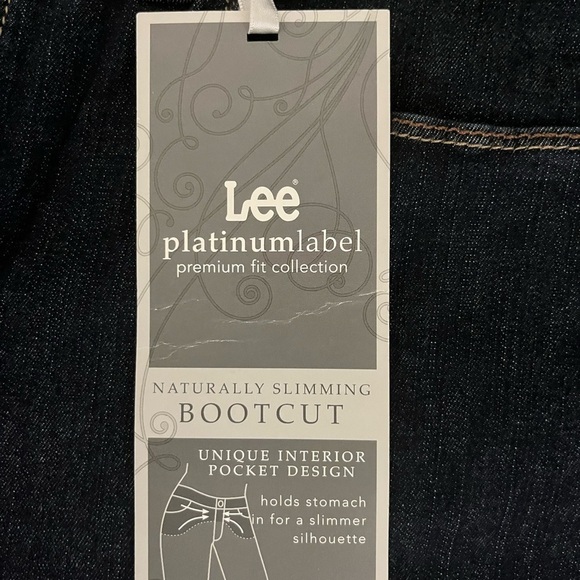 Lee®
platinumlabel
premium fit collection
NATURALLY SLIMMING
BOOTCUT
UNIQUE INTERIOR
POCKET DESIGN
holds stomach
in for a slimmer
silhouette